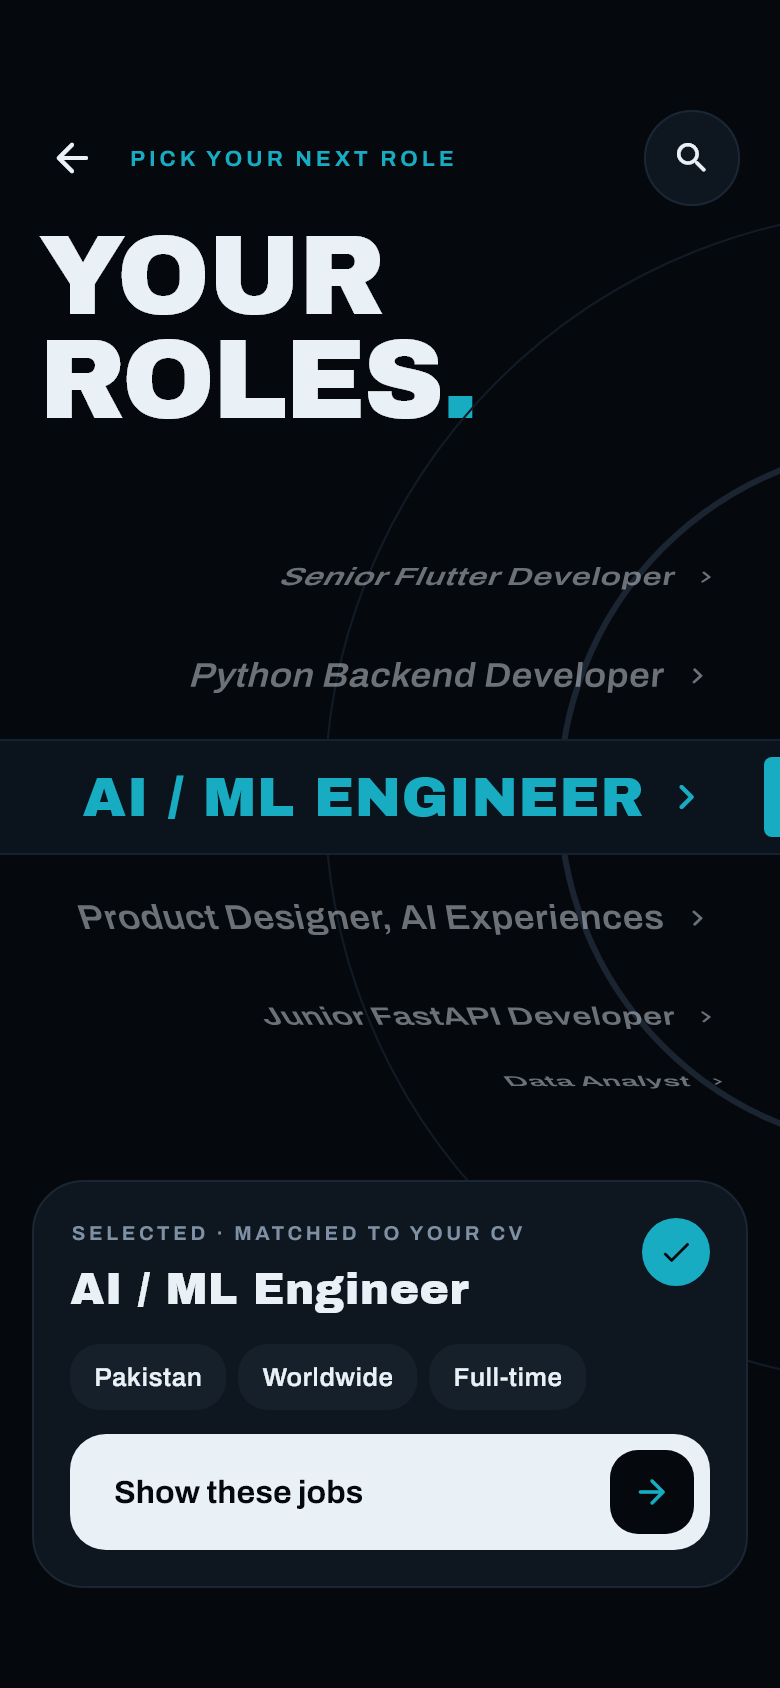 PICK YOUR NEXT ROLE
YOUR
ROLES.
Senior Flutter Developer
Python Backend Developer
AI / ML ENGINEER
Product Designer, AI Experiences
Junior FastAPI Developer
Data Analyst
SELECTED · MATCHED TO YOUR CV
AI / ML Engineer
Pakistan
Worldwide
Full-time
Show these jobs